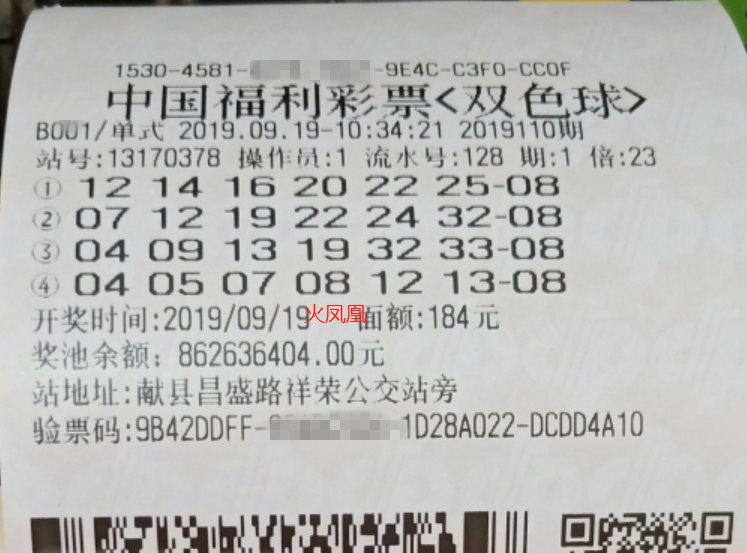 1530-4581- -9E4C-C3F0-CC0F
中国福利彩票<双色球>
B001/单式 2019.09.19-10:34:21 2019110期
站号:13170378 操作员:1 流水号:128 期:1 倍:23
① 12 14 16 20 22 25-08
② 07 12 19 22 24 32-08
③ 04 09 13 19 32 33-08
④ 04 05 07 08 12 13-08
开奖时间:2019/09/19 火凤凰 面额:184元
奖池余额: 862636404.00元
站地址:献县昌盛路祥荣公交站旁
验票码:9B42DDFF- -1D28A022-DCDD4A10